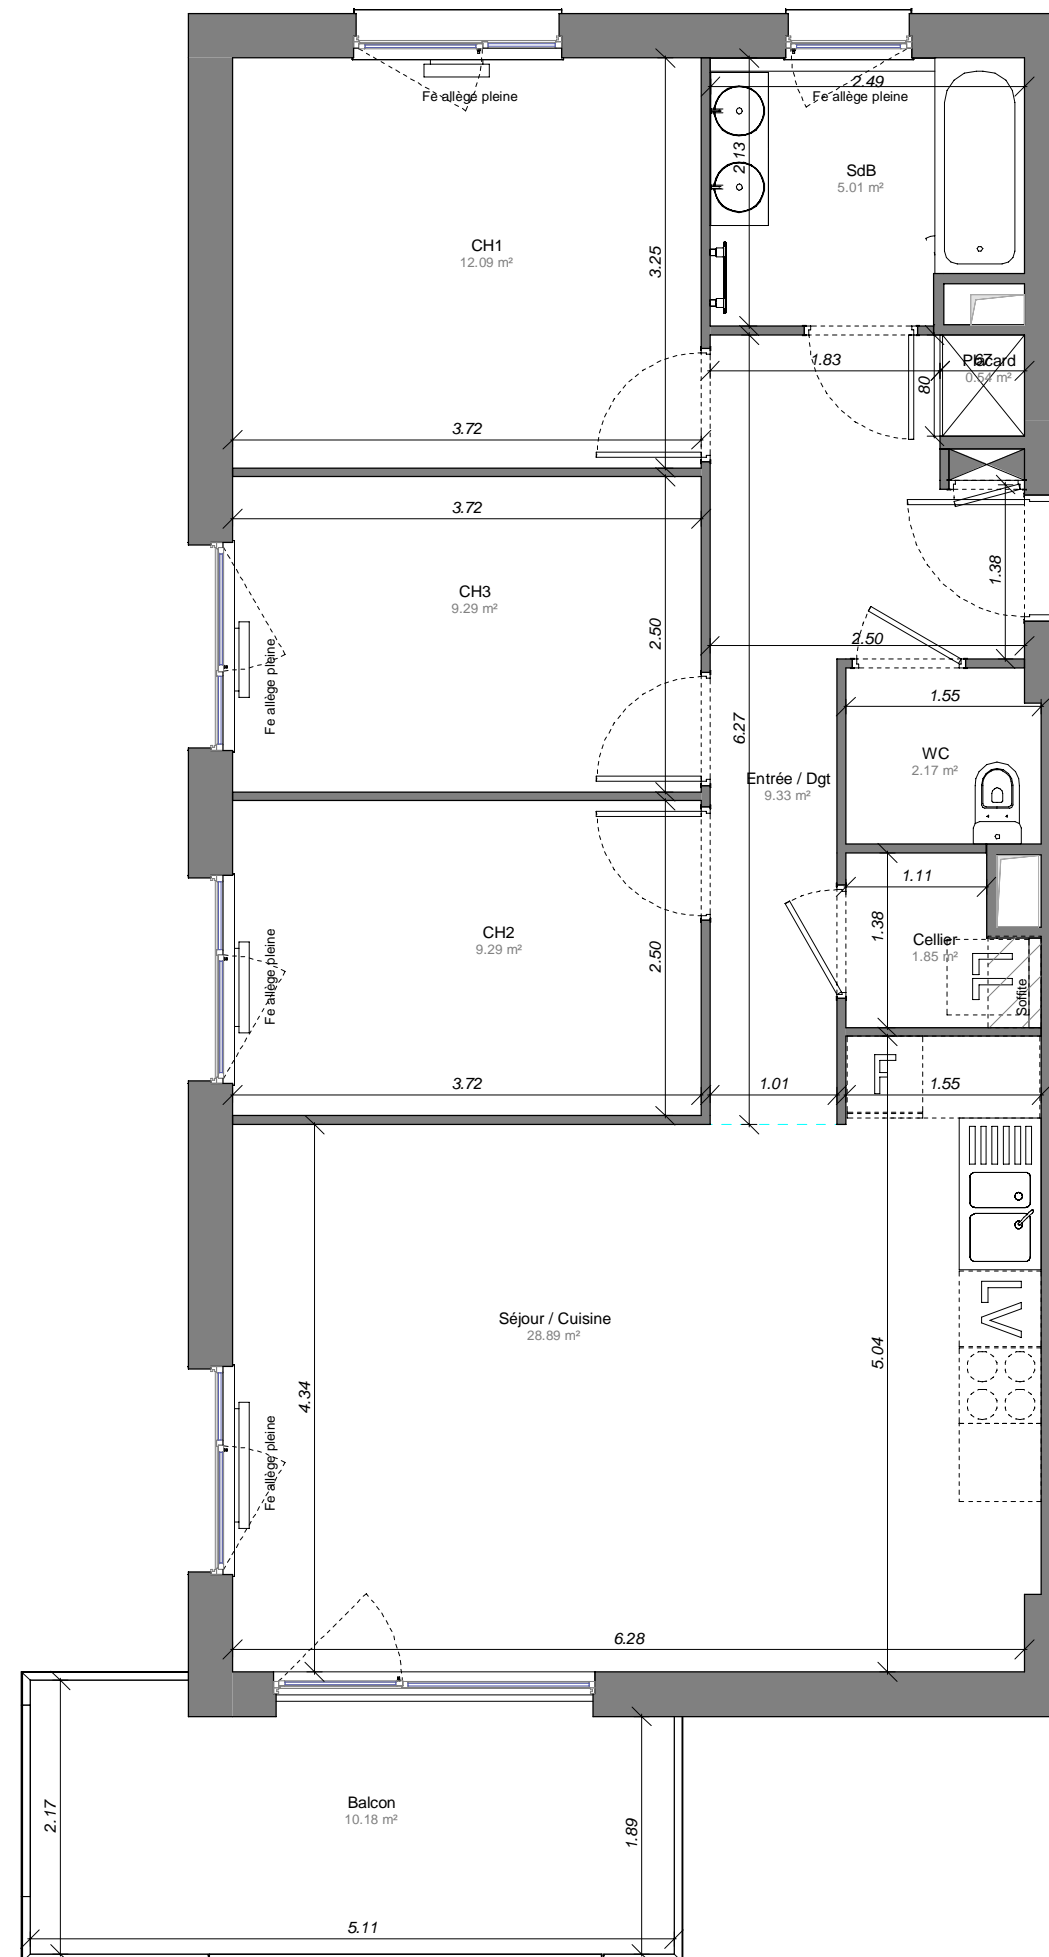 Fe allège pleine
2.49
Fe allège pleine
2.13
SdB
5.01 m²
CH1
12.09 m²
3.25
1.83
67
Placard
0.54 m²
80
3.72
3.72
1.38
CH3
9.29 m²
2.50
2.50
Fe allège pleine
1.55
6.27
WC
2.17 m²
Entrée / Dgt
9.33 m²
1.11
1.38
CH2
9.29 m²
2.50
Cellier
1.85 m²
LL
Soffite
Fe allège pleine
F
3.72
1.01
1.55
LV
Séjour / Cuisine
28.89 m²
5.04
4.34
Fe allège pleine
6.28
Balcon
10.18 m²
2.17
1.89
5.11